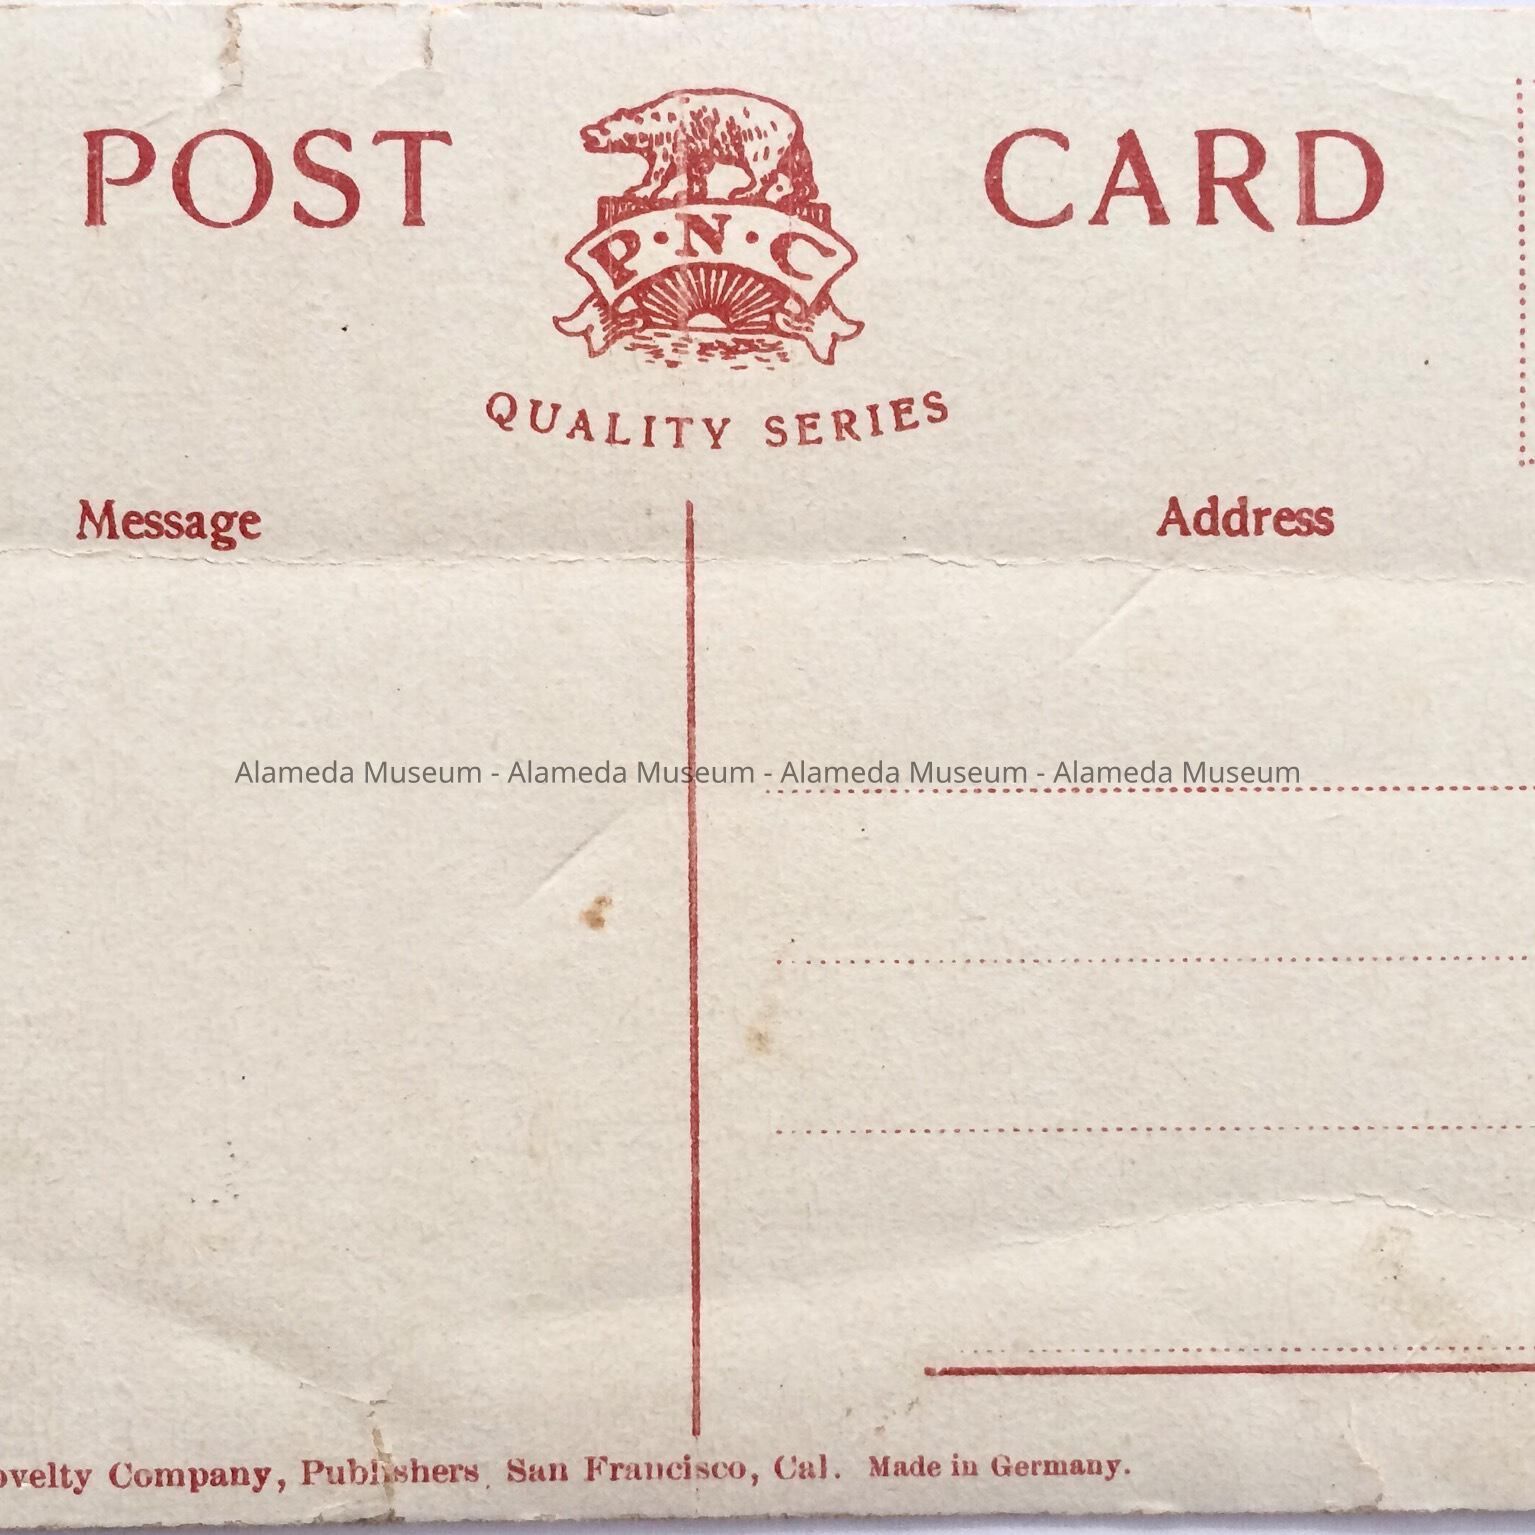 POST CARD
P·N·C
QUALITY SERIES
Message Address
Alameda Museum - Alameda Museum - Alameda Museum - Alameda Museum
ovelty Company, Publishers, San Francisco, Cal. Made in Germany.